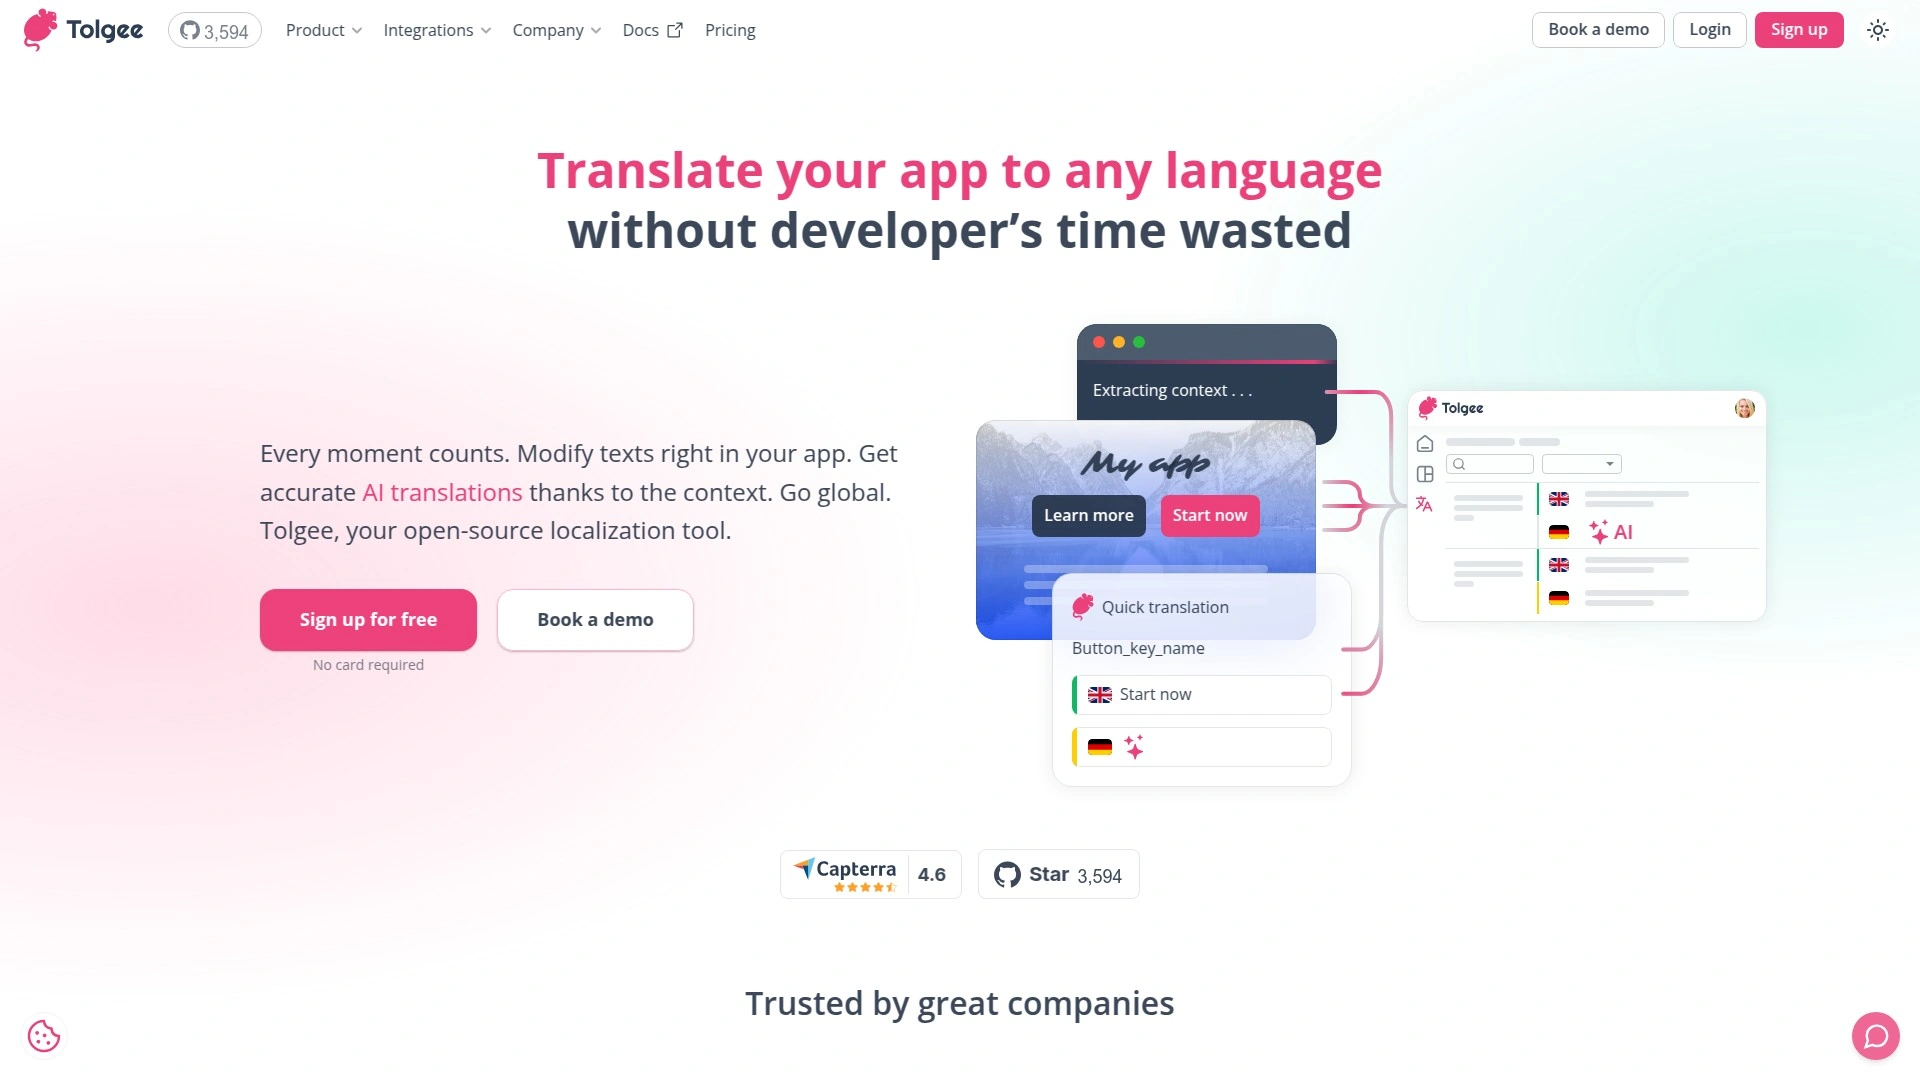 Tolgee
3,594
Product
Integrations
Company
Docs
Pricing
Book a demo
Login
Sign up
Translate your app to any language
without developer’s time wasted
Every moment counts. Modify texts right in your app. Get
accurate AI translations thanks to the context. Go global.
Tolgee, your open-source localization tool.
Sign up for free
Book a demo
No card required
Extracting context . . .
My app
Learn more
Start now
Quick translation
Button_key_name
Start now
Tolgee
AI
Capterra
4.6
Star 3,594
Trusted by great companies